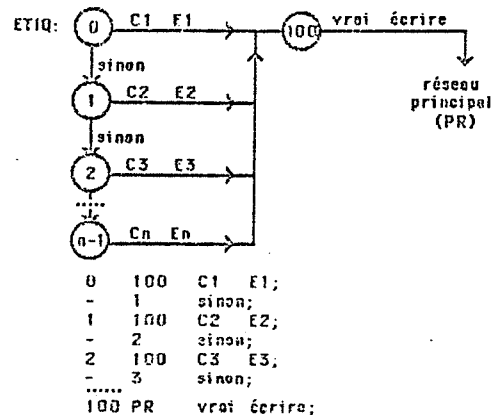 ETIQ: 0 C1 E1 100 vrai écrire
sinon
1 C2 E2
réseau
principal
(PR)
sinon
2 C3 E3
.....
n-1 Cn En
0 100 C1 E1;
- 1 sinon;
1 100 C2 E2;
- 2 sinon;
2 100 C3 E3;
- 3 sinon;
......
100 PR vrai écrire;